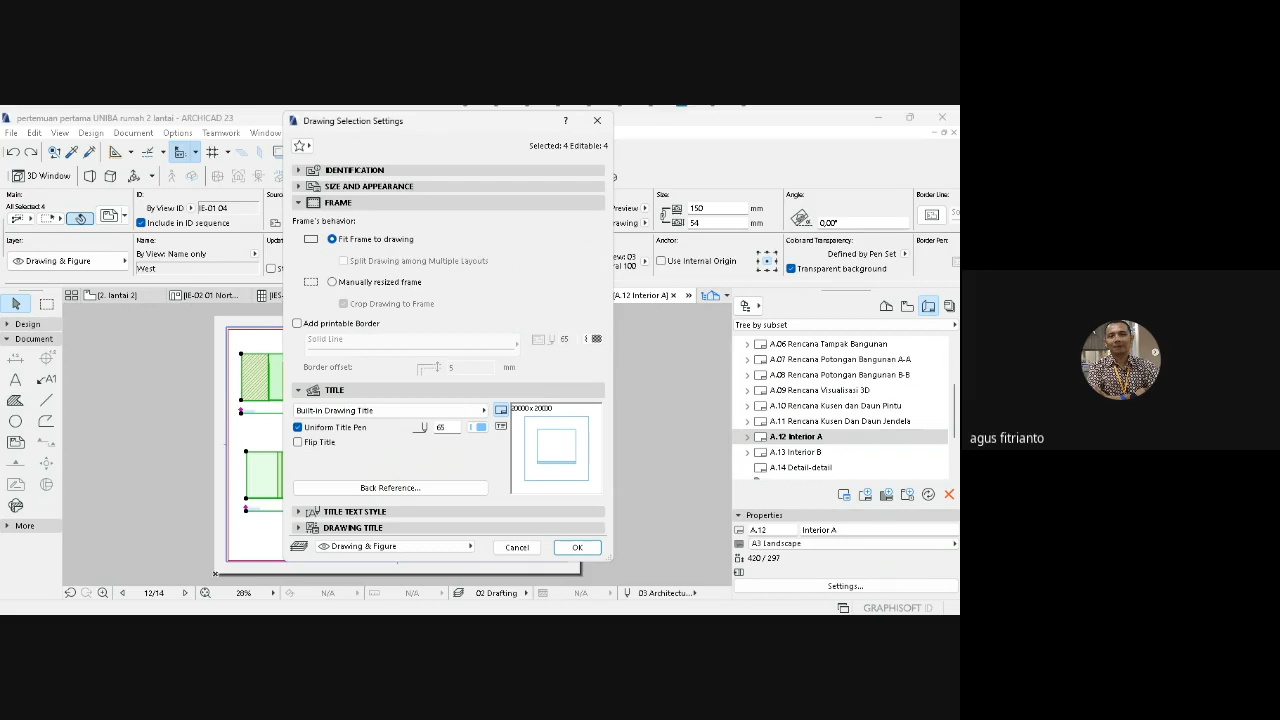 pertemuan pertama UNIBA rumah 2 lantai - ARCHICAD 23
File Edit View Design Document Options Teamwork Window
3D Window
Main:
All Selected: 4
ID:
By View ID
IE-01 04
Include in ID sequence
Layer:
Drawing & Figure
Name:
By View: Name only
West
[2. lantai 2]
[IE-02 01 Nort...
Design
Document
More
Drawing Selection Settings
?
Selected: 4 Editable: 4
IDENTIFICATION
SIZE AND APPEARANCE
FRAME
Frame's behavior:
Fit Frame to drawing
Split Drawing among Multiple Layouts
Manually resized frame
Crop Drawing to Frame
Add printable Border
Solid Line
65
Border offset:
5
mm
TITLE
Built-in Drawing Title
20000 x 20000
Uniform Title Pen
65
Flip Title
Back Reference...
TITLE TEXT STYLE
DRAWING TITLE
Drawing & Figure
Cancel
OK
Size:
150 mm
54 mm
Angle:
0,00°
Border Line:
Anchor:
Use Internal Origin
Color and Transparency:
Defined by Pen Set
Transparent background
Border Pen:
[A.12 Interior A]
Tree by subset
A.06 Rencana Tampak Bangunan
A.07 Rencana Potongan Bangunan A-A
A.08 Rencana Potongan Bangunan B-B
A.09 Rencana Visualisasi 3D
A.10 Rencana Kusen dan Daun Pintu
A.11 Rencana Kusen Dan Daun Jendela
A.12 Interior A
A.13 Interior B
A.14 Detail-detail
Properties
A.12 Interior A
A3 Landscape
420 / 297
Settings...
12/14
28%
N/A
N/A
02 Drafting
N/A
03 Architectu...
GRAPHISOFT ID
agus fitrianto